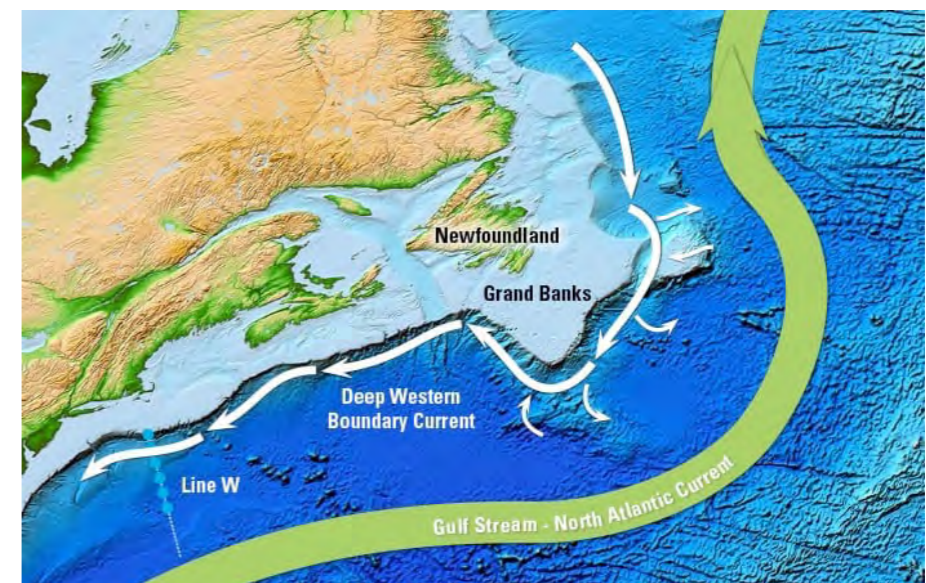 Newfoundland
Grand Banks
Deep Western
Boundary Current
Line W
Gulf Stream - North Atlantic Current